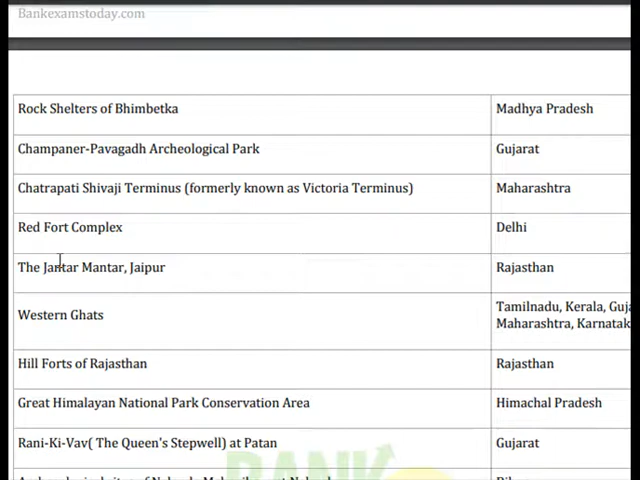 Bankexamstoday.com
Rock Shelters of Bhimbetka Madhya Pradesh
Champaner-Pavagadh Archeological Park Gujarat
Chatrapati Shivaji Terminus (formerly known as Victoria Terminus) Maharashtra
Red Fort Complex Delhi
The Jantar Mantar, Jaipur Rajasthan
Western Ghats Tamilnadu, Kerala, Guja
Maharashtra, Karnatak
Hill Forts of Rajasthan Rajasthan
Great Himalayan National Park Conservation Area Himachal Pradesh
Rani-Ki-Vav( The Queen's Stepwell) at Patan Gujarat
BANK